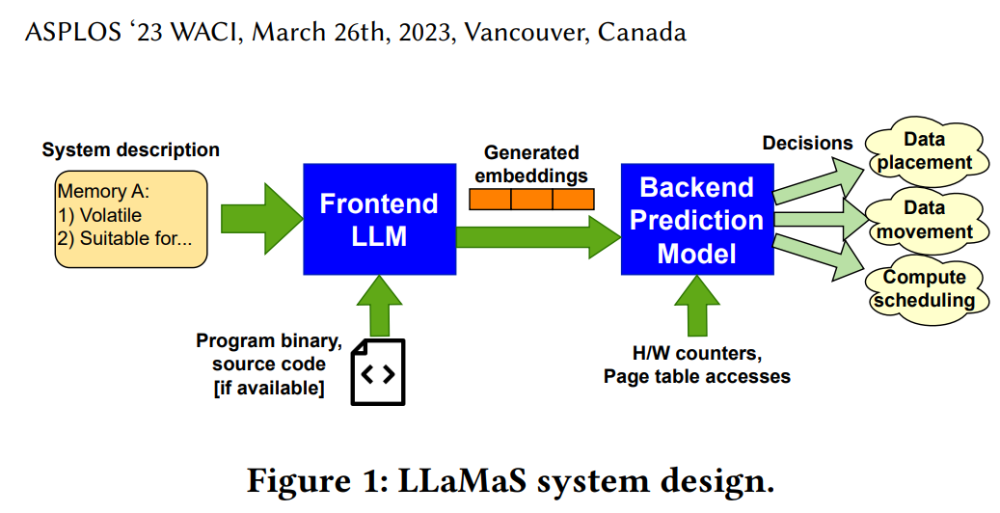 ASPLOS ‘23 WACI, March 26th, 2023, Vancouver, Canada
System description
Memory A:
1) Volatile
2) Suitable for...
Frontend
LLM
Program binary,
source code
[if available]
< >
Generated
embeddings
Backend
Prediction
Model
H/W counters,
Page table accesses
Decisions
Data
placement
Data
movement
Compute
scheduling
Figure 1: LLaMaS system design.